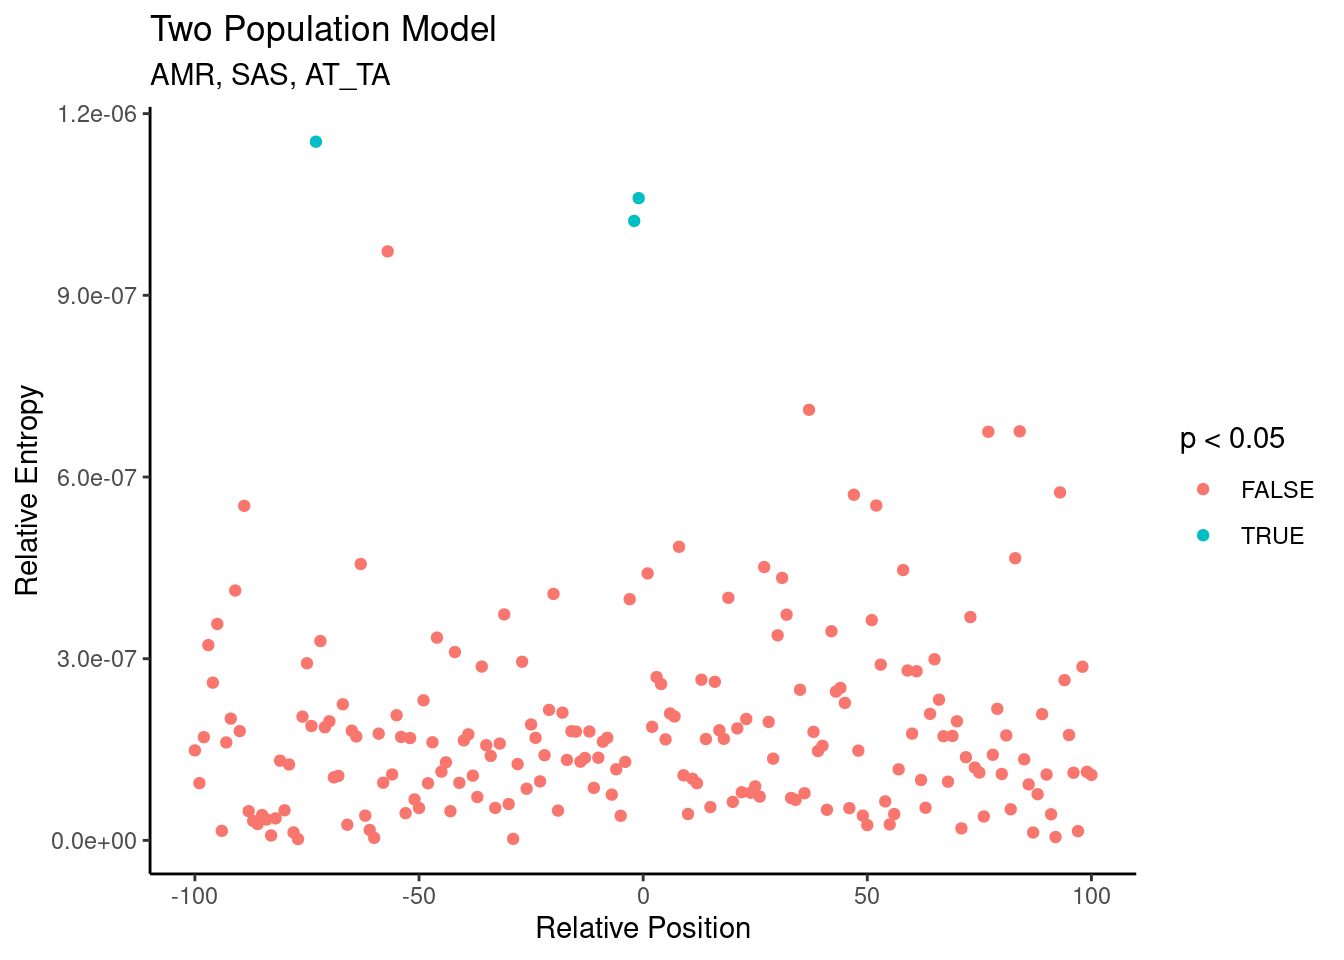 Two Population Model
AMR, SAS, AT_TA
1.2e-06
9.0e-07
6.0e-07
3.0e-07
0.0e+00
Relative Entropy
-100
-50
0
50
100
Relative Position
p < 0.05
FALSE
TRUE